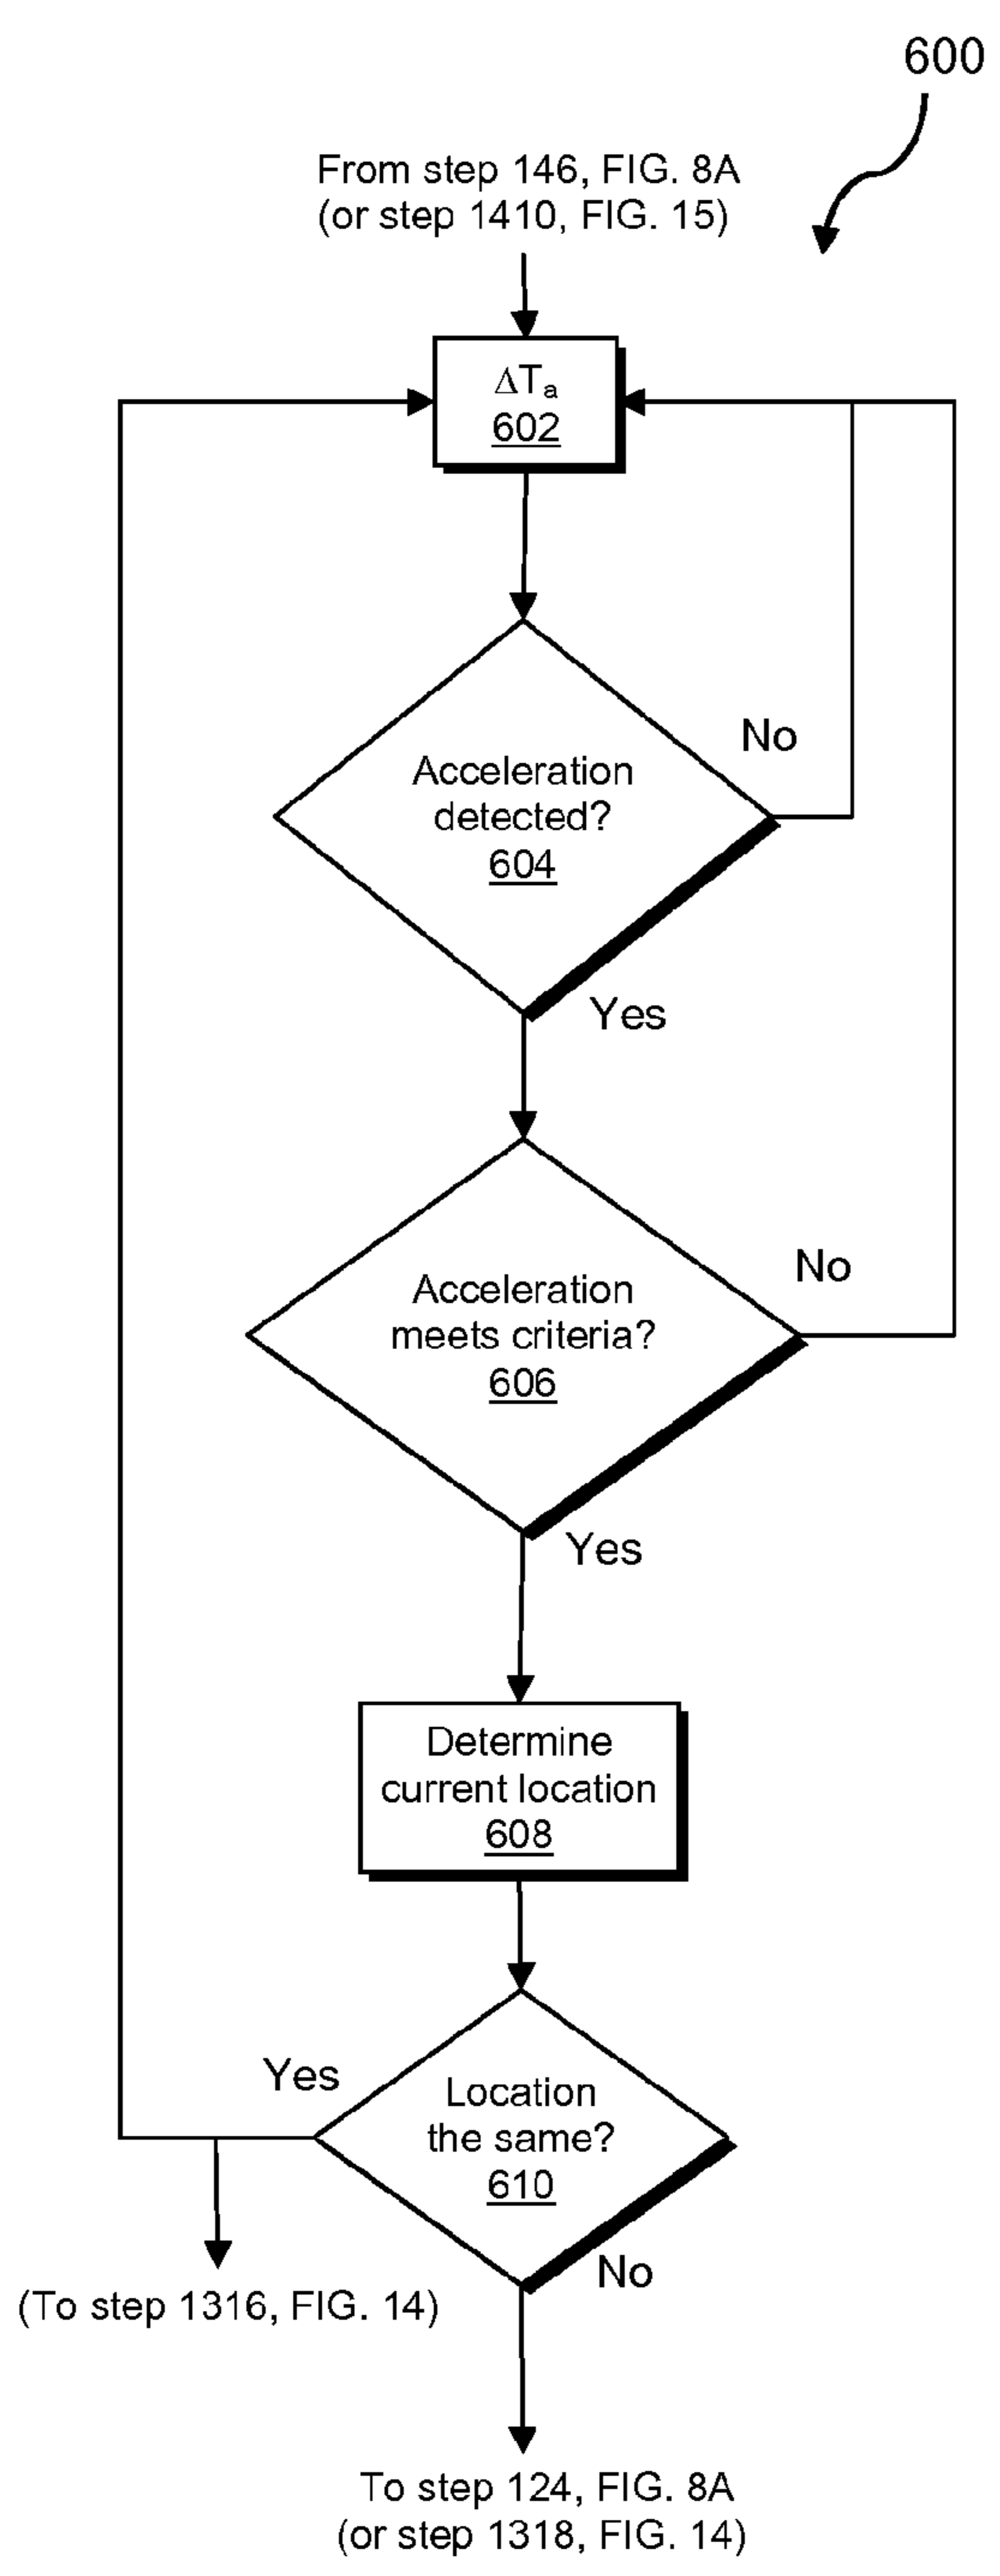 600
From step 146, FIG. 8A
(or step 1410, FIG. 15)
ΔTa
602
No
Acceleration
detected?
604
Yes
No
Acceleration
meets criteria?
606
Yes
Determine
current location
608
Yes
Location
the same?
610
No
(To step 1316, FIG. 14)
To step 124, FIG. 8A
(or step 1318, FIG. 14)